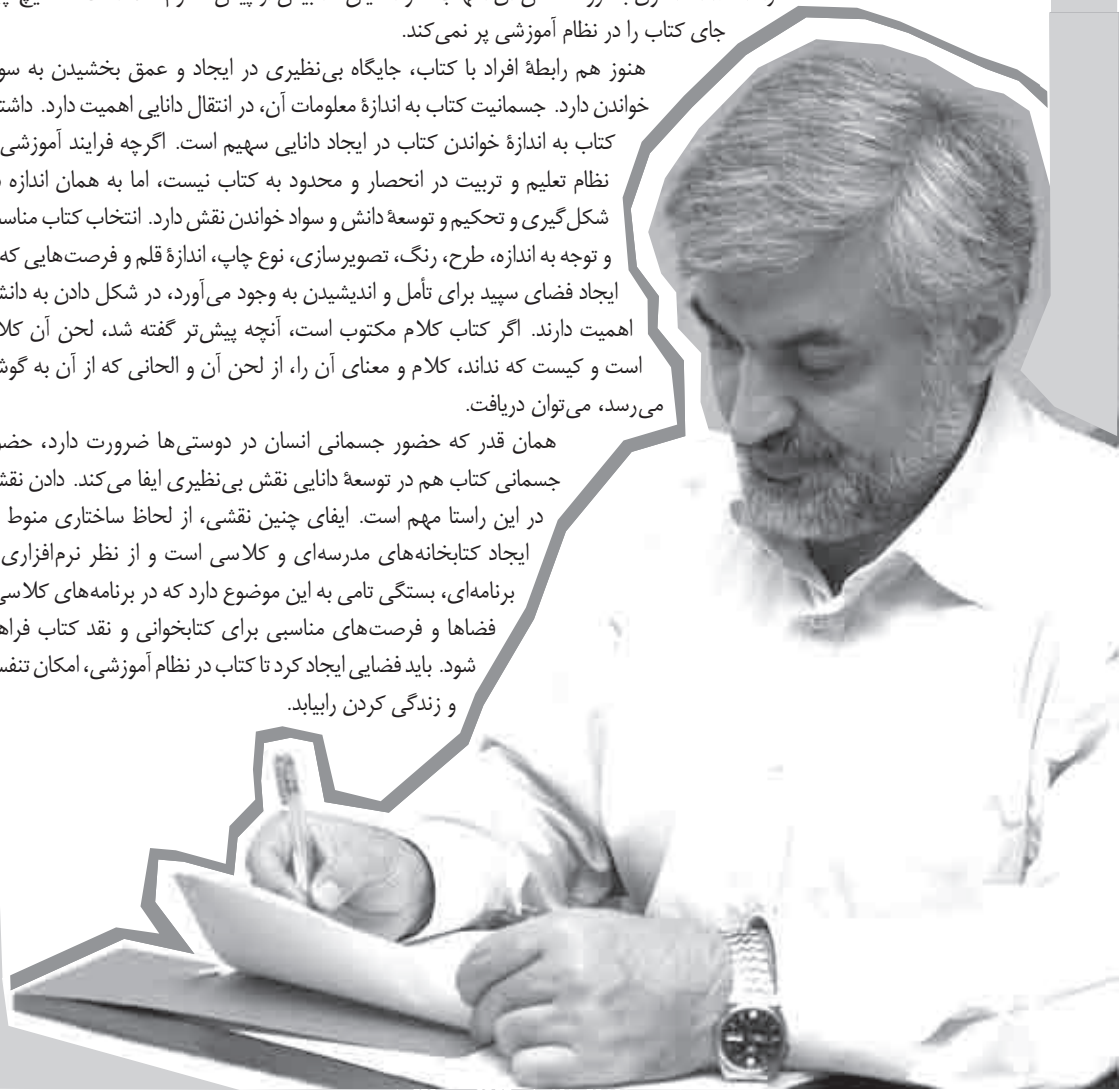 جای کتاب را در نظام آموزشی پر نمی‌کند.
هنوز هم رابطهٔ افراد با کتاب، جایگاه بی‌نظیری در ایجاد و عمق بخشیدن به
خواندن دارد. جسمانیت کتاب به اندازهٔ معلومات آن، در انتقال دانایی اهمیت دارد.
کتاب به اندازهٔ خواندن کتاب در ایجاد دانایی سهیم است. اگرچه فرایند آموزشی
نظام تعلیم و تربیت در انحصار و محدود به کتاب نیست، اما به همان اندازه
شکل‌گیری و تحکیم و توسعهٔ دانش و سواد خواندن نقش دارد. انتخاب کتاب
و توجه به اندازه، طرح، رنگ، تصویرسازی، نوع چاپ، اندازهٔ قلم و فرصت‌هایی که
ایجاد فضای سپید برای تأمل و اندیشیدن به وجود می‌آورد، در شکل دادن به
اهمیت دارند. اگر کتاب کلام مکتوب است، آنچه پیش‌تر گفته شد، لحن آن
است و کیست که نداند، کلام و معنای آن را، از لحن آن و الحانی که از آن به
می‌رسد، می‌توان دریافت.
همان قدر که حضور جسمانی انسان در دوستی‌ها ضرورت دارد،
جسمانی کتاب هم در توسعهٔ دانایی نقش بی‌نظیری ایفا می‌کند. دادن
در این راستا مهم است. ایفای چنین نقشی، از لحاظ ساختاری منوط
ایجاد کتابخانه‌های مدرسه‌ای و کلاسی است و از نظر نرم‌افزاری
برنامه‌ای، بستگی تامی به این موضوع دارد که در برنامه‌های کلاسی
فضاها و فرصت‌های مناسبی برای کتابخوانی و نقد کتاب
شود. باید فضایی ایجاد کرد تا کتاب در نظام آموزشی، امکان
و زندگی کردن رابیابد.